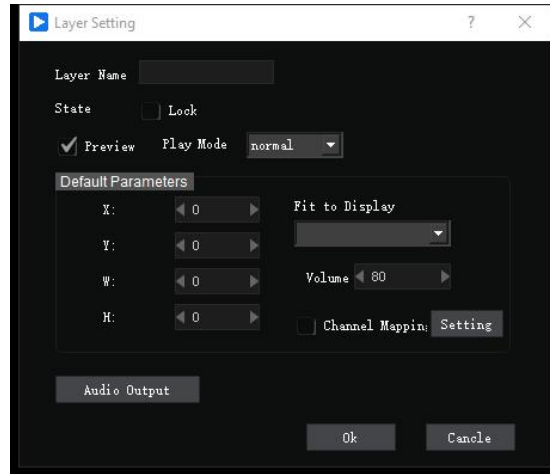 Layer Setting ?
Layer Name
State Lock
Preview Play Mode normal
Default Parameters
X: 0 Fit to Display
Y: 0
W: 0 Volume 80
H: 0 Channel Mappin Setting
Audio Output
Ok Cancle